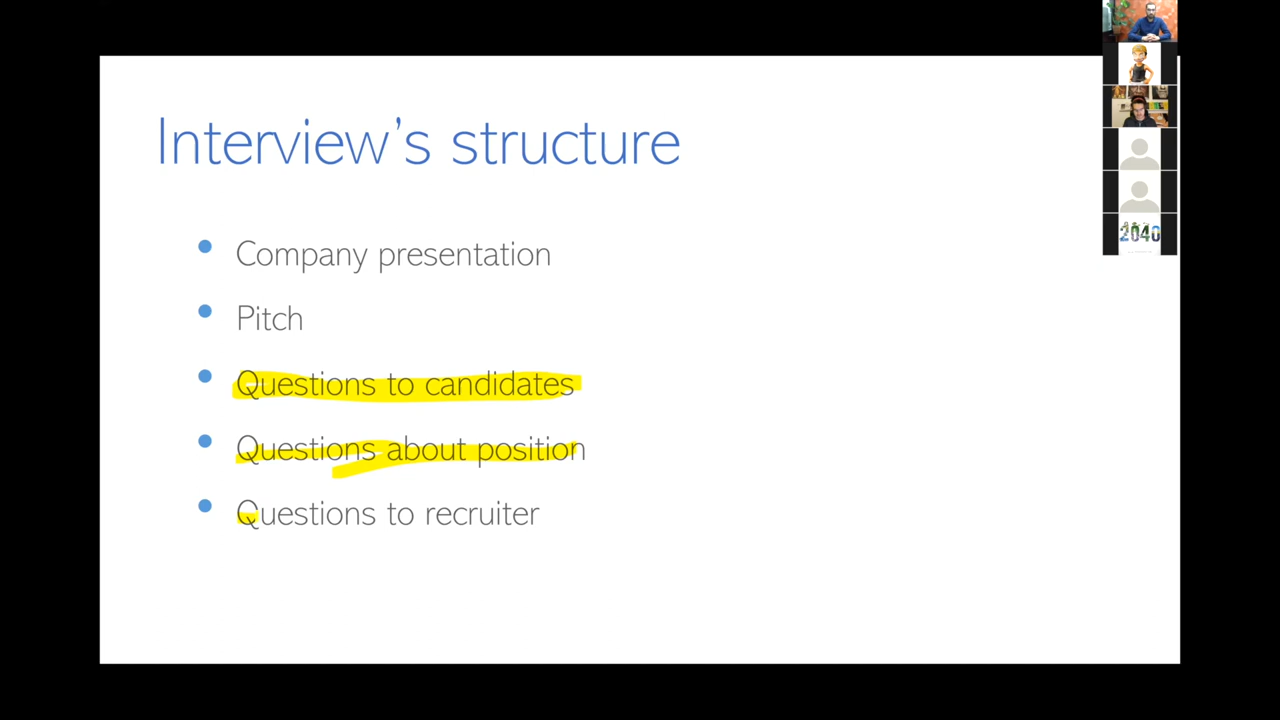 Interview's structure
Company presentation
Pitch
Questions to candidates
Questions about position
Questions to recruiter
2040